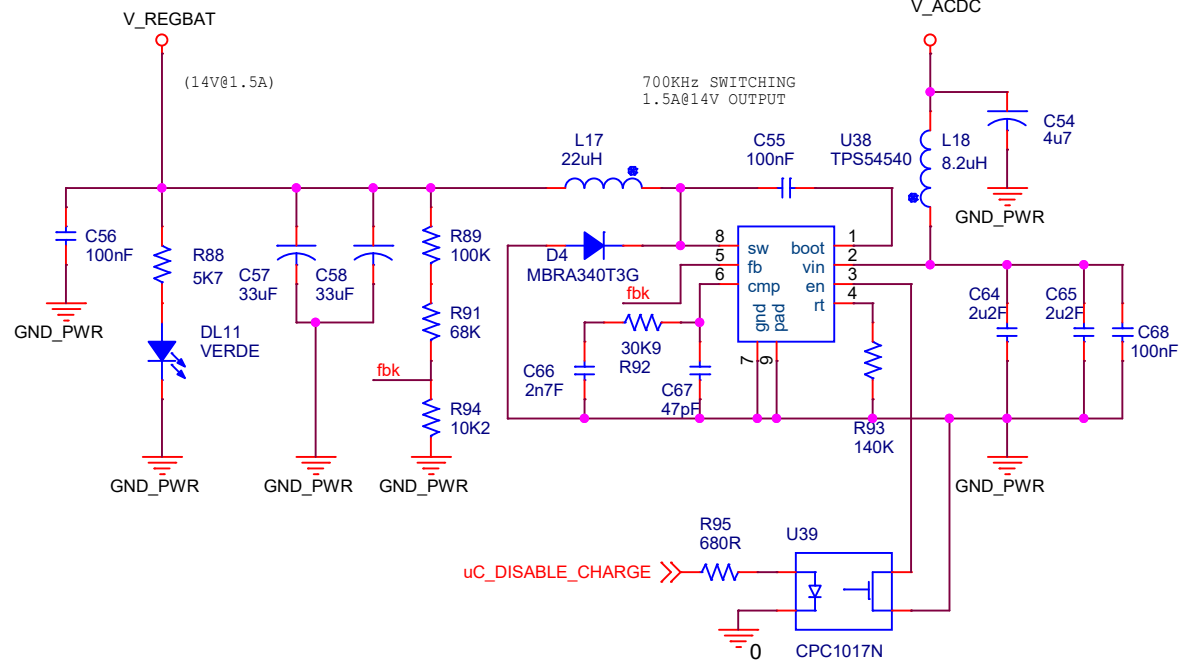 V_REGBAT
V_ACDC
(14V@1.5A)
700KHz SWITCHING
1.5A@14V OUTPUT
C54
4u7
L17
22uH
C55
100nF
U38
TPS54540
L18
8.2uH
GND_PWR
C56
100nF
R88
5K7
C57
33uF
C58
33uF
R89
100K
D4
MBRA340T3G
8
5
6
sw
fb
cmp
boot
vin
en
rt
gnd
pad
1
2
3
4
7
9
fbk
GND_PWR
DL11
VERDE
R91
68K
30K9
R92
C66
2n7F
C67
47pF
C64
2u2F
C65
2u2F
C68
100nF
fbk
R94
10K2
R93
140K
GND_PWR
GND_PWR
GND_PWR
GND_PWR
R95
680R
U39
uC_DISABLE_CHARGE
0
CPC1017N